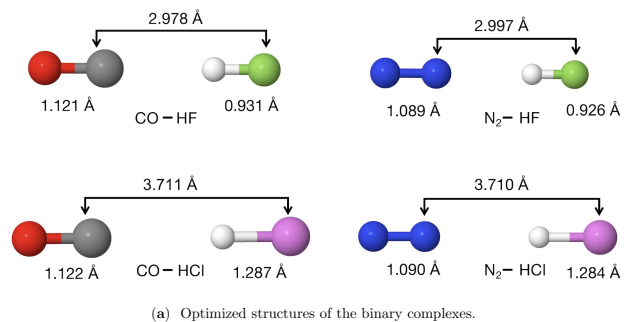 2.978 Å
2.997 Å
1.121 Å
CO – HF
0.931 Å
1.089 Å
N₂ – HF
0.926 Å
3.711 Å
3.710 Å
1.122 Å
CO – HCl
1.287 Å
1.090 Å
N₂ – HCl
1.284 Å
(a) Optimized structures of the binary complexes.